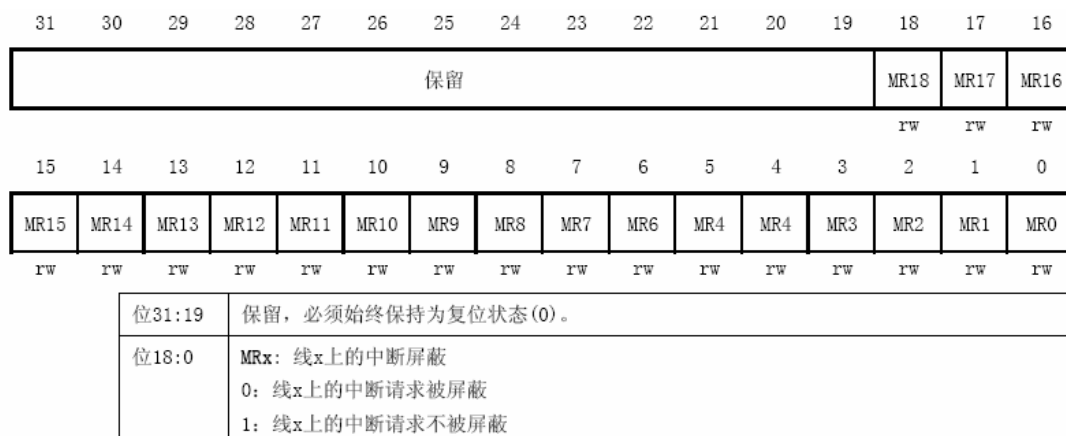 31 30 29 28 27 26 25 24 23 22 21 20 19 18 17 16
保留 MR18 MR17 MR16
rw rw rw
15 14 13 12 11 10 9 8 7 6 5 4 3 2 1 0
MR15 MR14 MR13 MR12 MR11 MR10 MR9 MR8 MR7 MR6 MR4 MR4 MR3 MR2 MR1 MR0
rw rw rw rw rw rw rw rw rw rw rw rw rw rw rw rw
位31:19 保留，必须始终保持为复位状态(0)。
位18:0 MRx: 线x上的中断屏蔽
0: 线x上的中断请求被屏蔽
1: 线x上的中断请求不被屏蔽